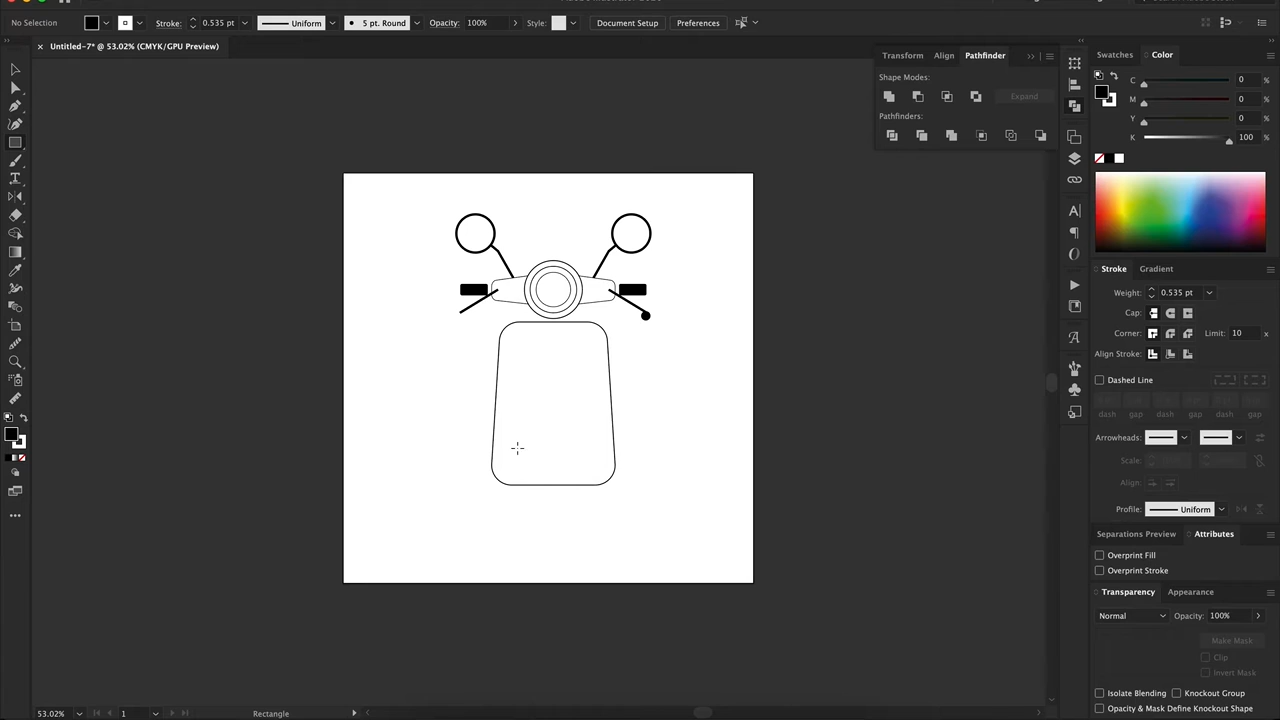 No Selection Stroke: 0.535 pt Uniform 5 pt. Round Opacity: 100% Style: Document Setup Preferences
× Untitled-7* @ 53.02% (CMYK/GPU Preview)
Transform Align Pathfinder
Shape Modes:
Expand
Pathfinders:
Swatches Color
C 0 %
M 0 %
Y 0 %
K 100 %
Stroke Gradient
Weight: 0.535 pt
Cap:
Corner: Limit: 10 x
Align Stroke:
Dashed Line
dash gap dash gap dash gap
Arrowheads:
Scale:
Align:
Profile: Uniform
Separations Preview Attributes
Overprint Fill
Overprint Stroke
Transparency Appearance
Normal Opacity: 100%
Make Mask
Clip
Invert Mask
Isolate Blending Knockout Group
Opacity & Mask Define Knockout Shape
53.02% 1 Rectangle